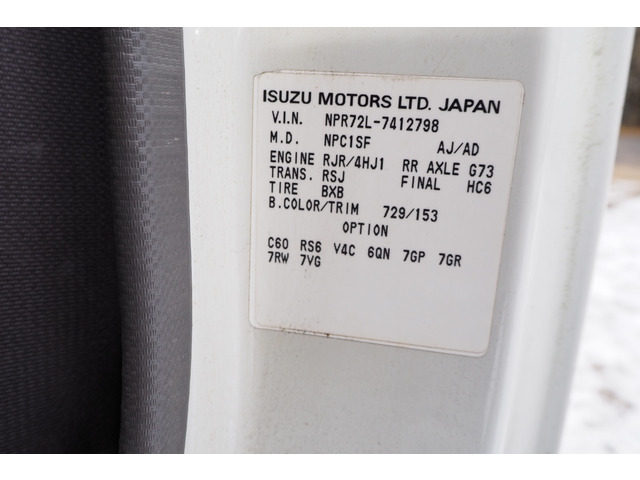 ISUZU MOTORS LTD. JAPAN
V.I.N. NPR72L-7412798
M.D. NPC1SF AJ/AD
ENGINE RJR/4HJ1 RR AXLE G73
TRANS. RSJ FINAL HC6
TIRE BXB
B.COLOR/TRIM 729/153
OPTION
C60 RS6 V4C 6QN 7GP 7GR
7RW 7VG